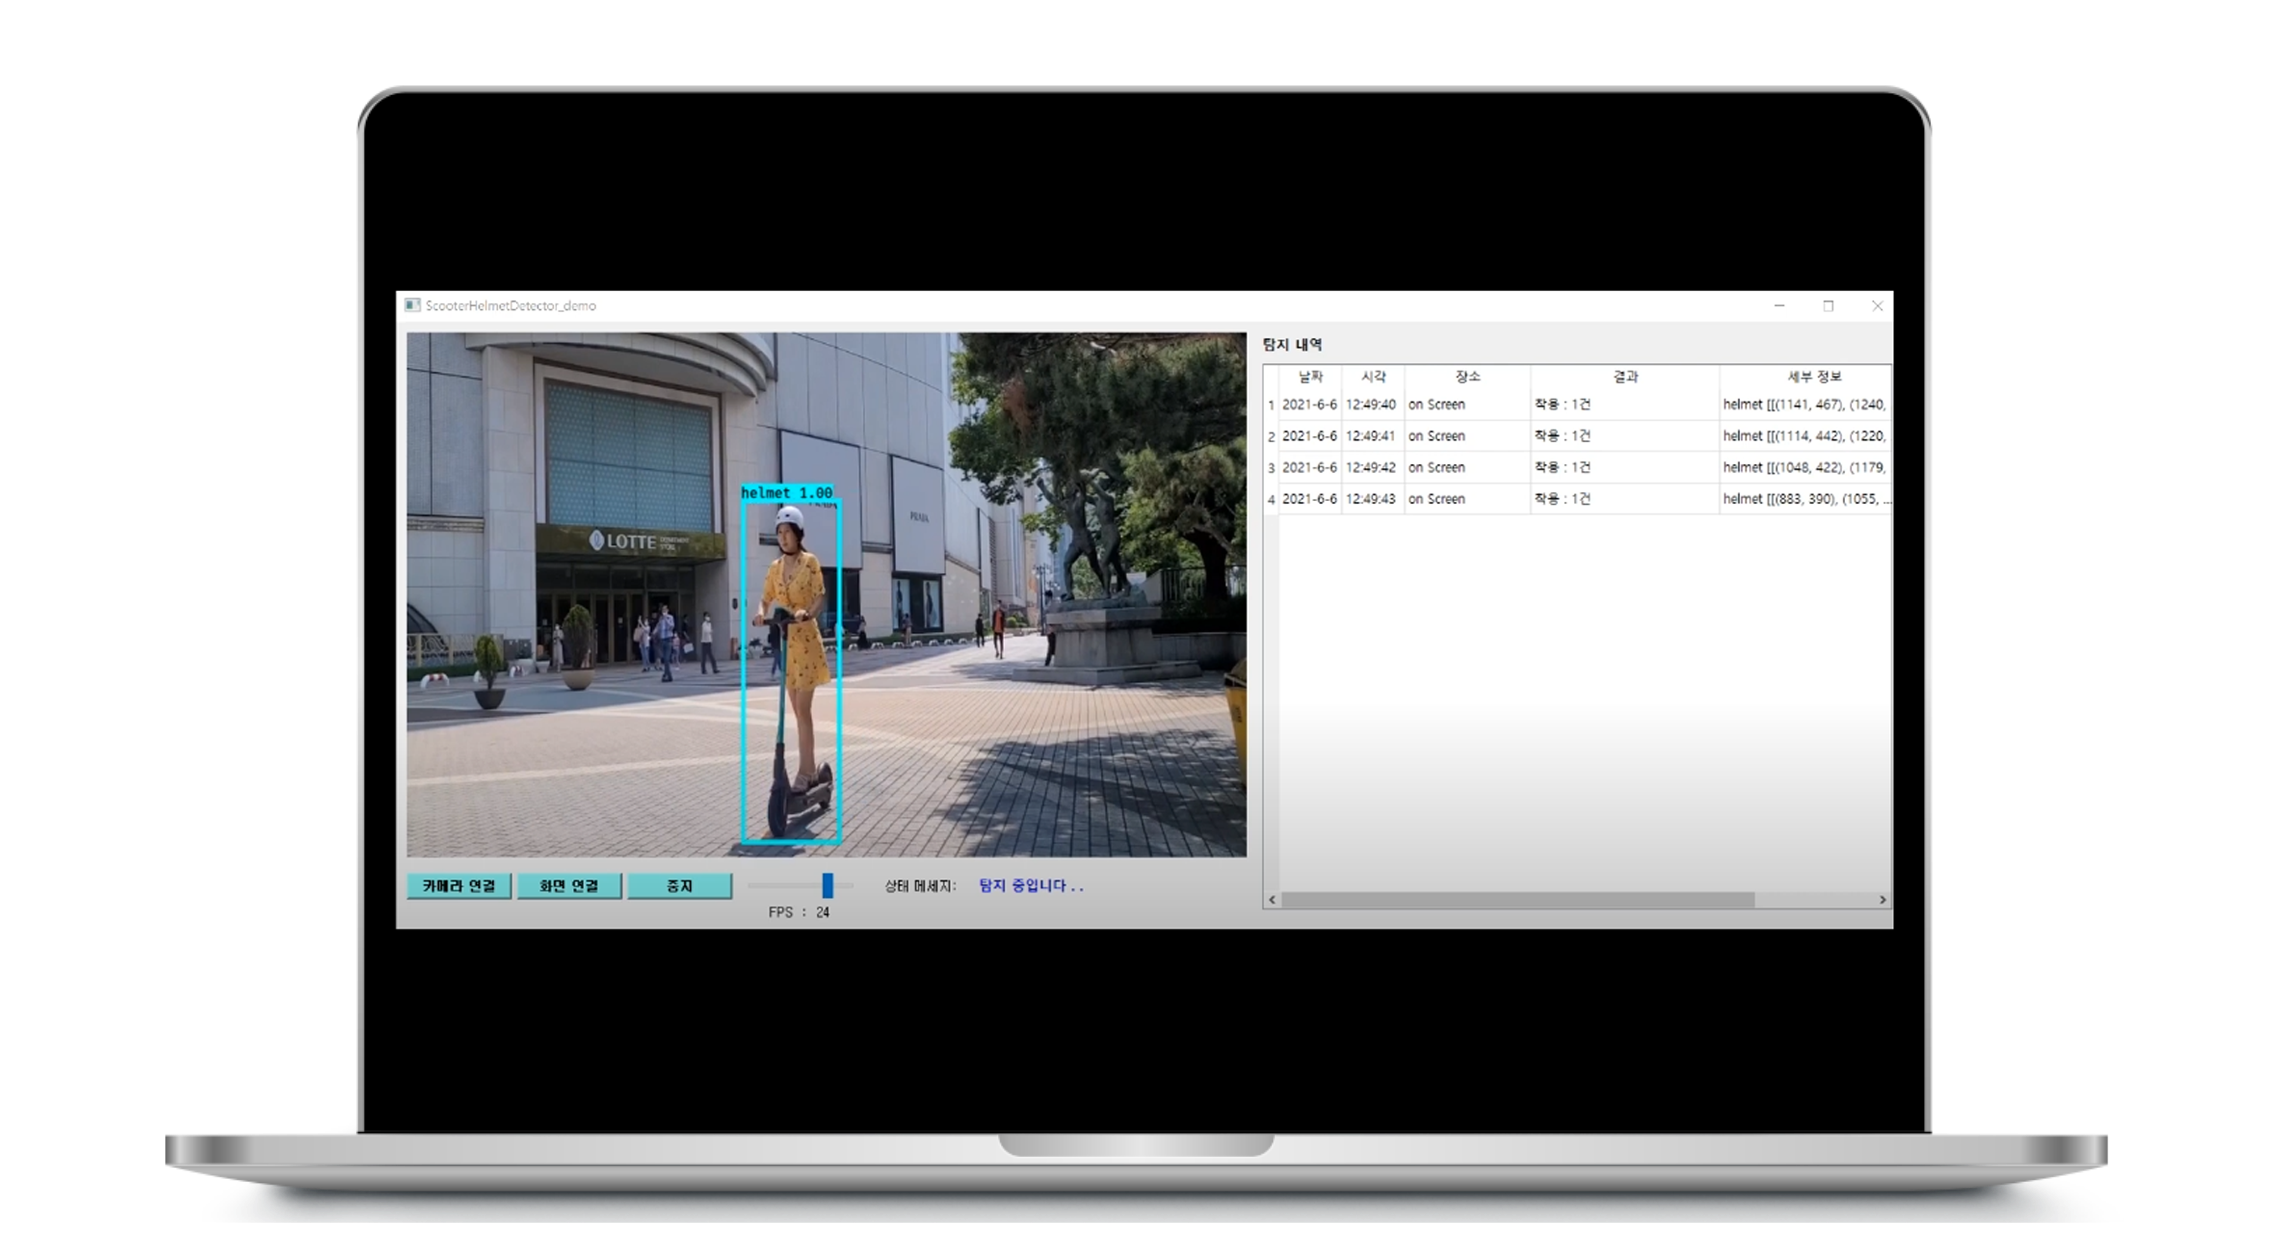 ScooterHelmetDetector_demo
helmet 1.00
PRADA
LOTTE DEPARTMENT STORE
카메라 연결 화면 연결 중지
FPS : 24
상태 메세지: 탐지 중입니다 . .
탐지 내역
날짜 시각 장소 결과 세부 정보
1 2021-6-6 12:49:40 on Screen 착용 : 1건 helmet [[(1141, 467), (1240,
2 2021-6-6 12:49:41 on Screen 착용 : 1건 helmet [[(1114, 442), (1220,
3 2021-6-6 12:49:42 on Screen 착용 : 1건 helmet [[(1048, 422), (1179,
4 2021-6-6 12:49:43 on Screen 착용 : 1건 helmet [[(883, 390), (1055, ...